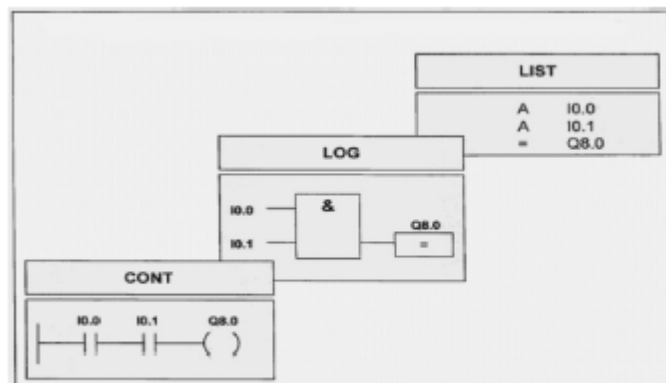 LIST
A I0.0
A I0.1
= Q8.0
LOG
I0.0
&
I0.1
Q8.0
=
CONT
I0.0 I0.1 Q8.0